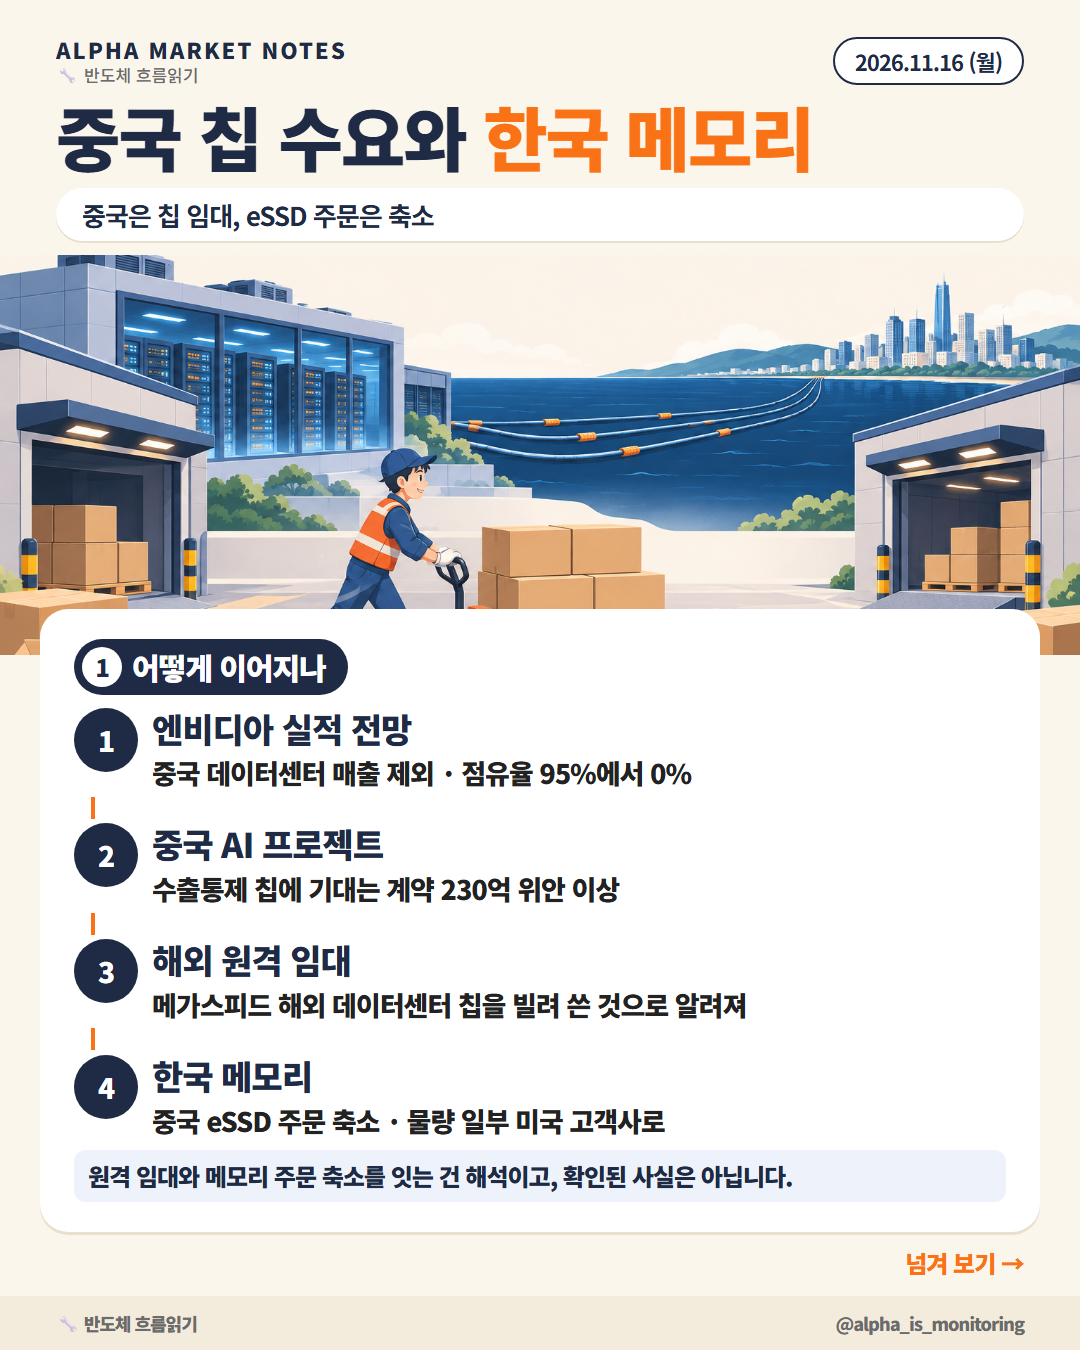 ALPHA MARKET NOTES
반도체 흐름읽기
2026.11.16 (월)
중국 칩 수요와 한국 메모리
중국은 칩 임대, eSSD 주문은 축소
1 어떻게 이어지나
1 엔비디아 실적 전망
중국 데이터센터 매출 제외 · 점유율 95%에서 0%
2 중국 AI 프로젝트
수출통제 칩에 기대는 계약 230억 위안 이상
3 해외 원격 임대
메가스피드 해외 데이터센터 칩을 빌려 쓴 것으로 알려져
4 한국 메모리
중국 eSSD 주문 축소 · 물량 일부 미국 고객사로
원격 임대와 메모리 주문 축소를 잇는 건 해석이고, 확인된 사실은 아닙니다.
넘겨 보기 →
반도체 흐름읽기
@alpha_is_monitoring